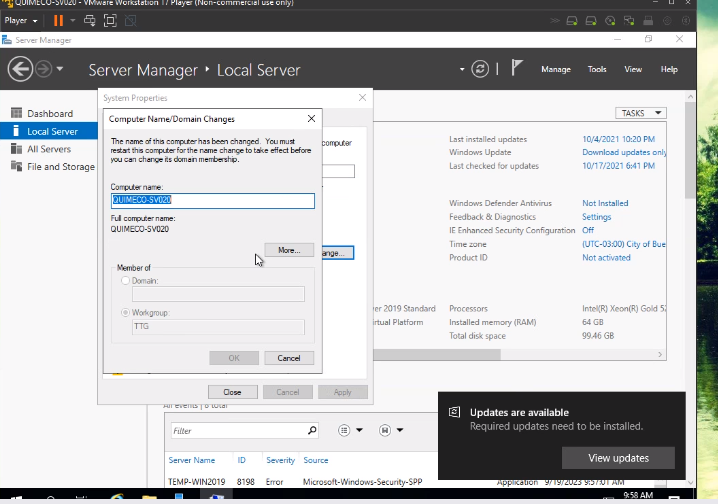 QUIMECO-SV020 - VMware Workstation 17 Player (Non-commercial use only)
Player
Server Manager
Server Manager • Local Server
Manage Tools View Help
Dashboard
Local Server
All Servers
File and Storage
System Properties
Computer Name/Domain Changes
The name of this computer has been changed. You must
restart this computer for the name change to take effect before
you can change its domain membership.
Computer name:
QUIMECO-SV020
Full computer name:
QUIMECO-SV020
More...
Member of
Domain:
Workgroup:
TTG
OK Cancel
computer
ange...
Close Cancel Apply
TASKS
Last installed updates 10/4/2021 10:20 PM
Windows Update Download updates only
Last checked for updates 10/17/2021 6:41 PM
Windows Defender Antivirus Not Installed
Feedback & Diagnostics Settings
IE Enhanced Security Configuration Off
Time zone (UTC-03:00) City of Bue
Product ID Not activated
er 2019 Standard Processors Intel(R) Xeon(R) Gold 52
irtual Platform Installed memory (RAM) 64 GB
Total disk space 99.46 GB
All events | 6 total
Filter
Server Name ID Severity Source
TEMP-WIN2019 8198 Error Microsoft-Windows-Security-SPP Application 9/19/2023 9:57:01 AM
Updates are available
Required updates need to be installed.
View updates
9:58 AM